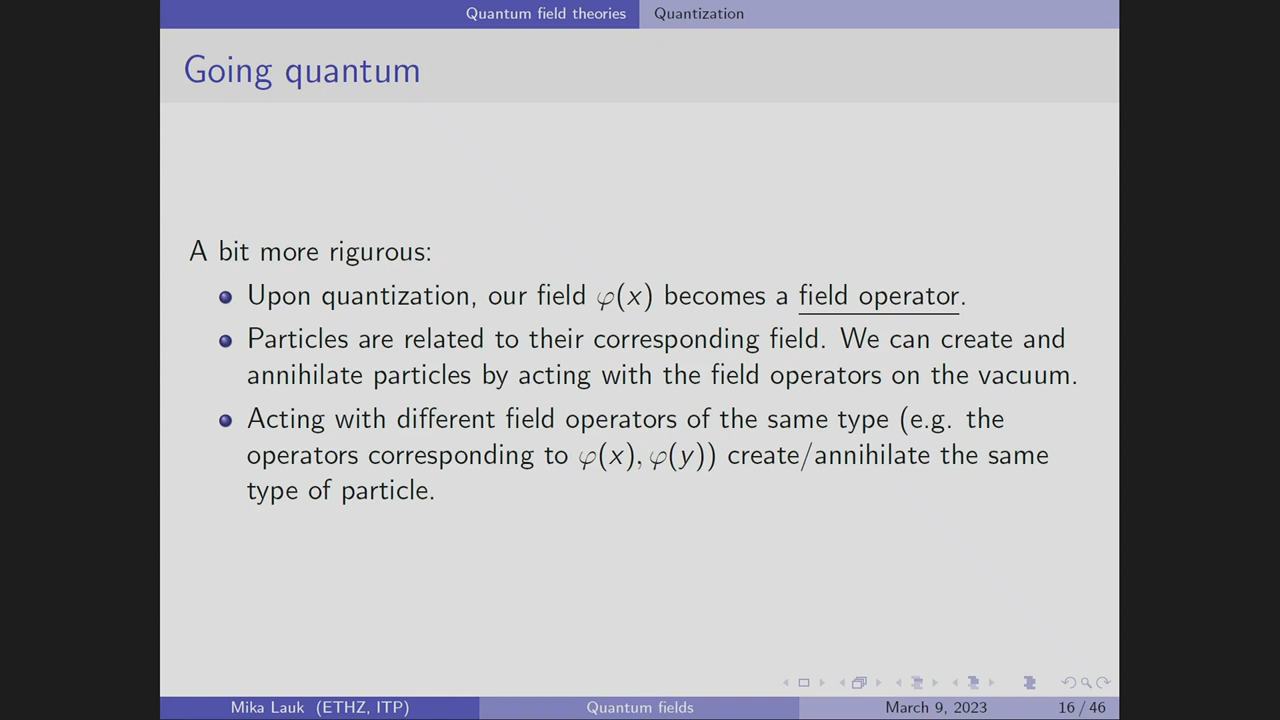 Quantum field theories Quantization
Going quantum
A bit more rigurous:
Upon quantization, our field φ(x) becomes a field operator.
Particles are related to their corresponding field. We can create and
annihilate particles by acting with the field operators on the vacuum.
Acting with different field operators of the same type (e.g. the
operators corresponding to φ(x), φ(y)) create/annihilate the same
type of particle.
Mika Lauk (ETHZ, ITP) Quantum fields March 9, 2023 16 / 46